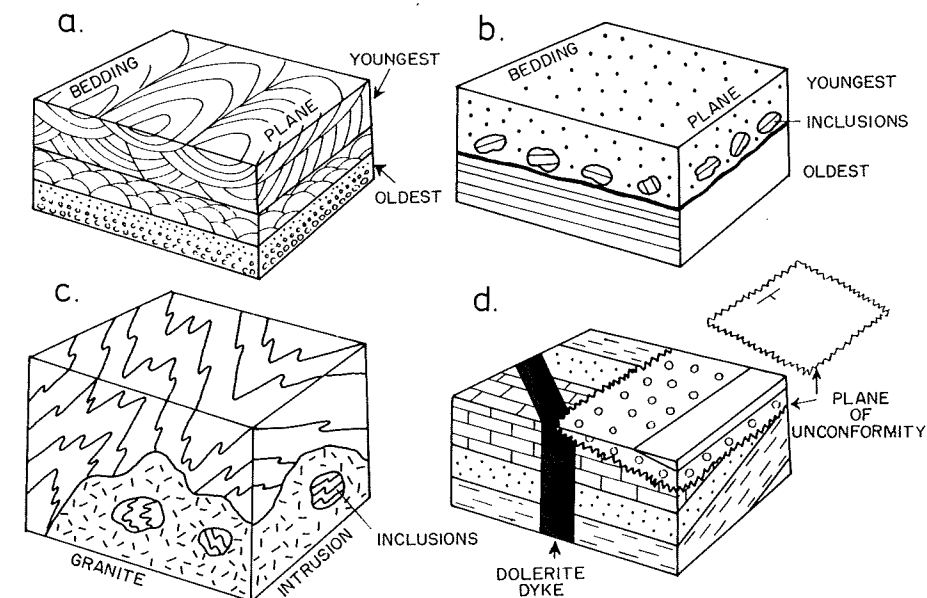 a.
BEDDING
PLANE
YOUNGEST
OLDEST
b.
BEDDING
PLANE
YOUNGEST
INCLUSIONS
OLDEST
c.
GRANITE
INTRUSION
INCLUSIONS
d.
PLANE
OF
UNCONFORMITY
DOLERITE
DYKE